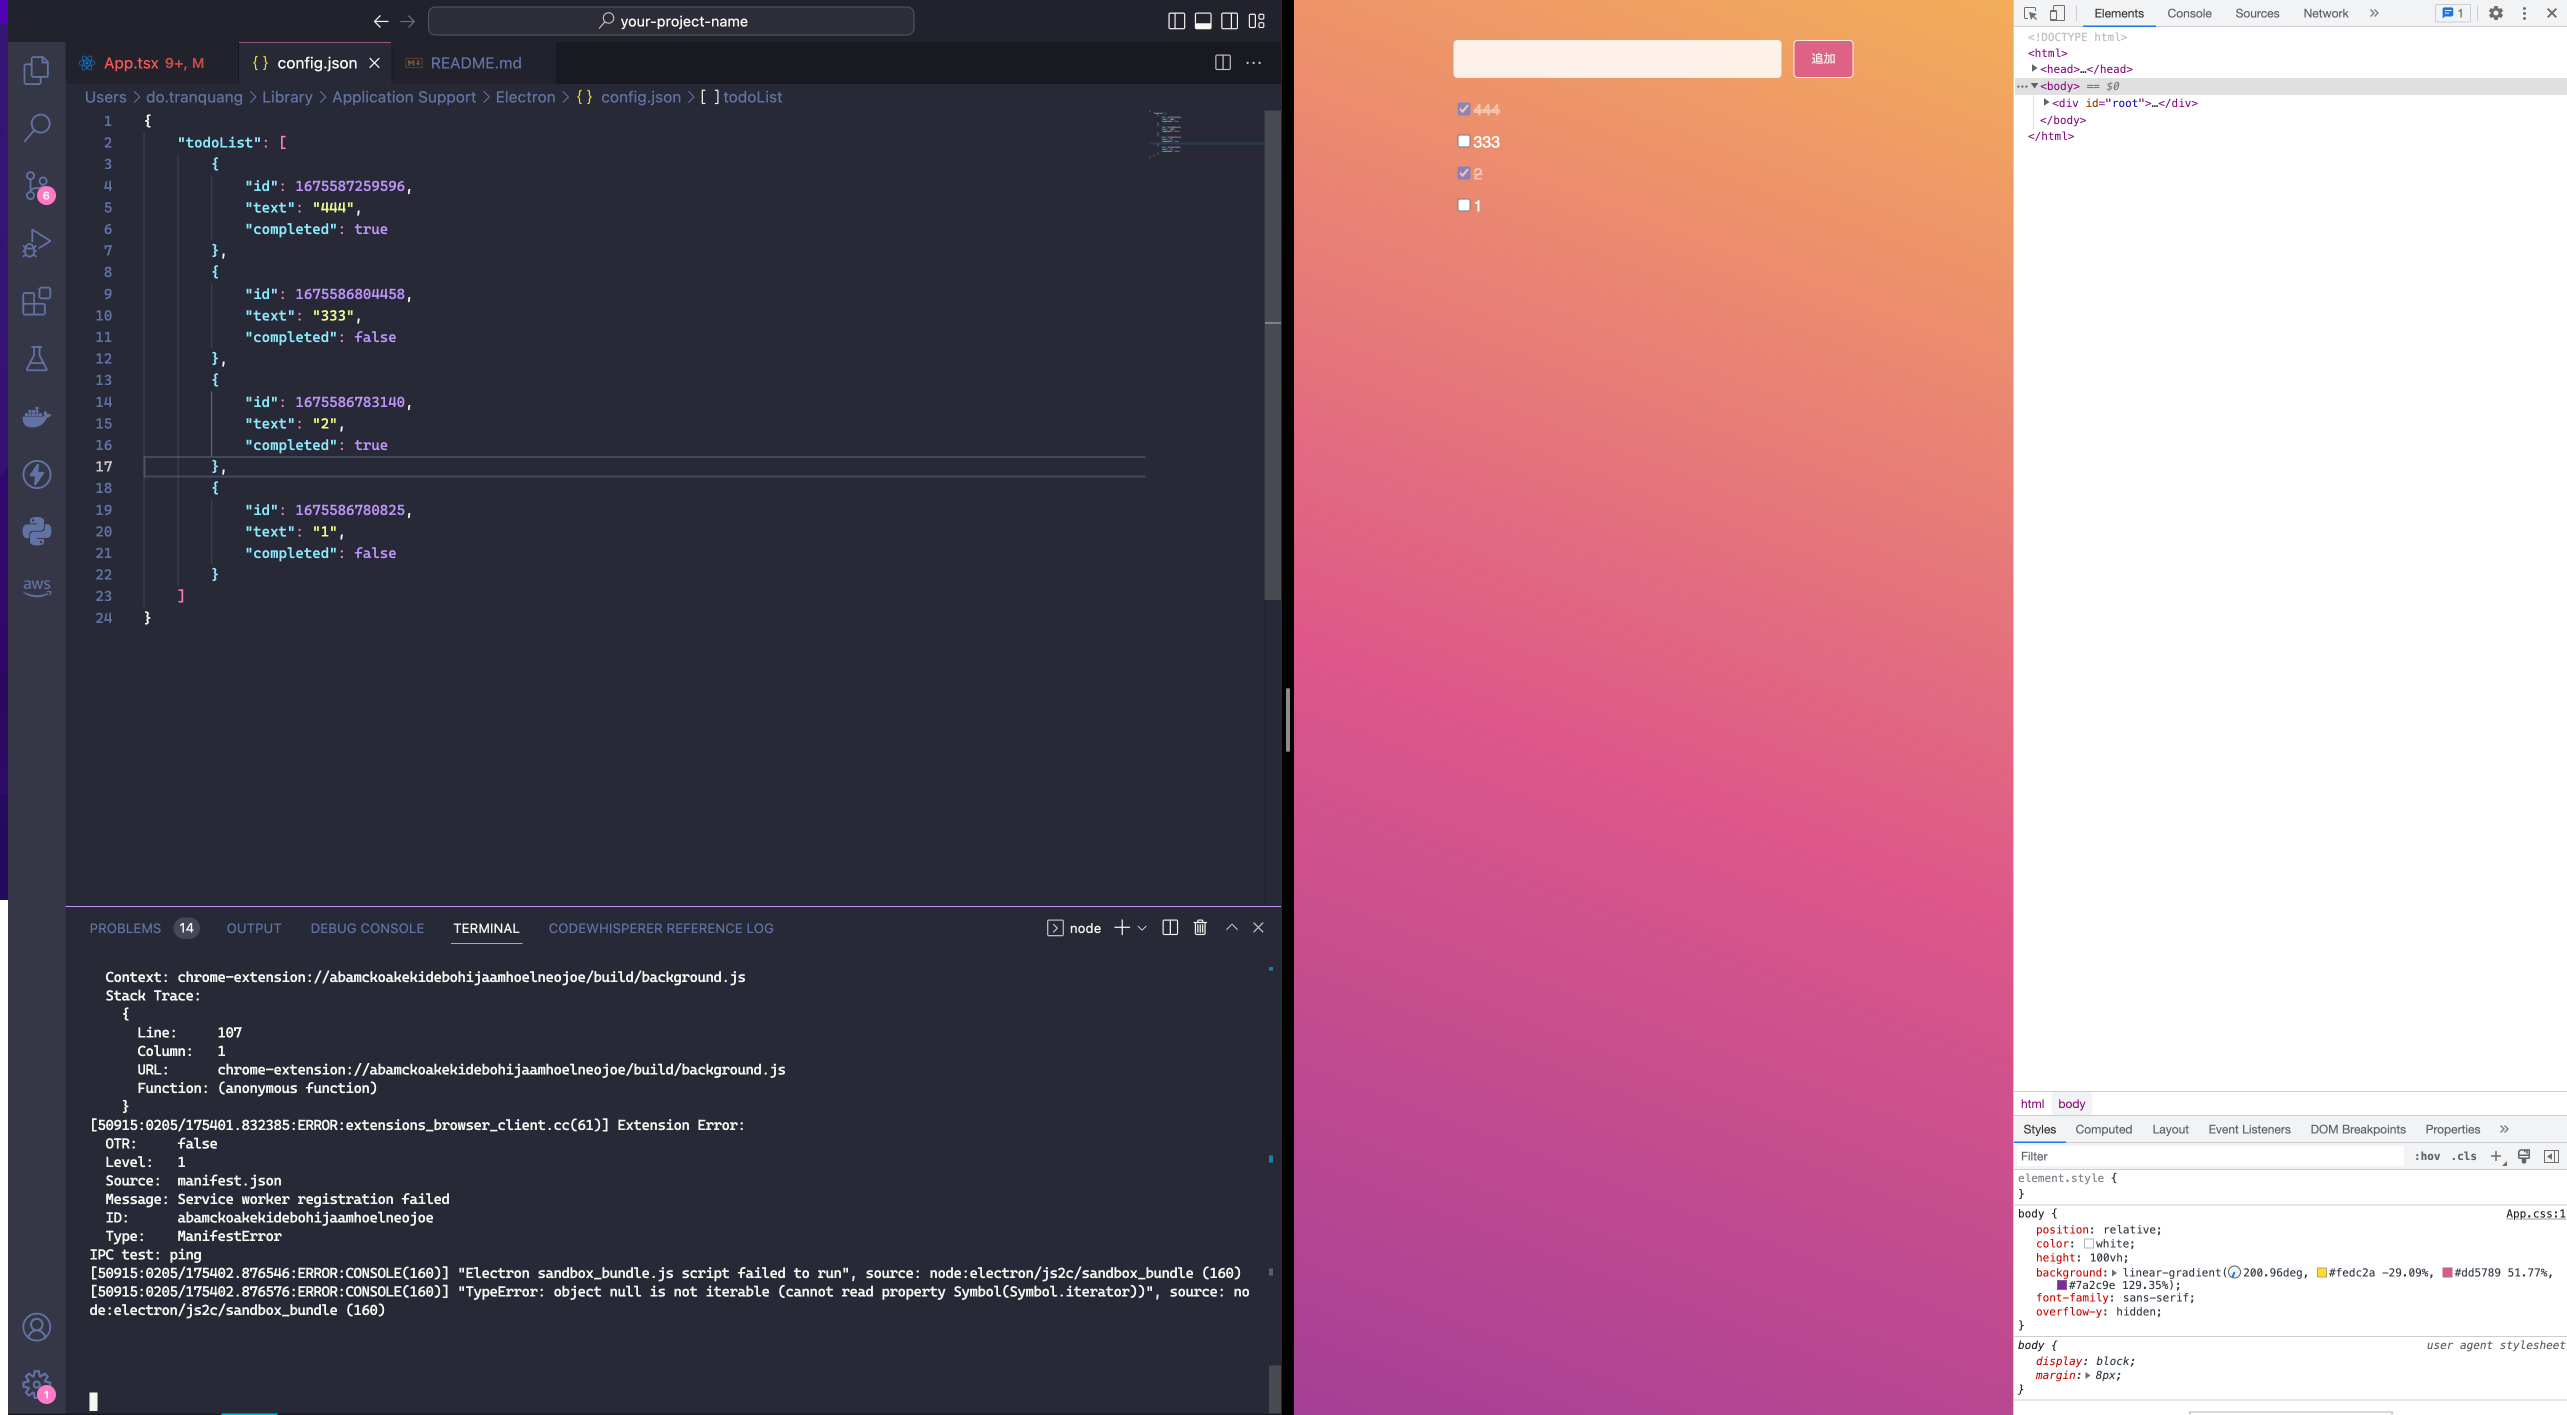 your-project-name
App.tsx 9+, M
{} config.json
README.md
Users > do.tranquang > Library > Application Support > Electron > {} config.json > [ ] todoList
1 {
2 "todoList": [
3 {
4 "id": 1675587259596,
5 "text": "444",
6 "completed": true
7 },
8 {
9 "id": 1675586804458,
10 "text": "333",
11 "completed": false
12 },
13 {
14 "id": 1675586783140,
15 "text": "2",
16 "completed": true
17 },
18 {
19 "id": 1675586780825,
20 "text": "1",
21 "completed": false
22 }
23 ]
24 }
6
aws
1
PROBLEMS 14 OUTPUT DEBUG CONSOLE TERMINAL CODEWHISPERER REFERENCE LOG
node
Context: chrome-extension://abamckoakekidebohijaamhoelneojoe/build/background.js
Stack Trace:
{
Line: 107
Column: 1
URL: chrome-extension://abamckoakekidebohijaamhoelneojoe/build/background.js
Function: (anonymous function)
}
[50915:0205/175401.832385:ERROR:extensions_browser_client.cc(61)] Extension Error:
OTR: false
Level: 1
Source: manifest.json
Message: Service worker registration failed
ID: abamckoakekidebohijaamhoelneojoe
Type: ManifestError
IPC test: ping
[50915:0205/175402.876546:ERROR:CONSOLE(160)] "Electron sandbox_bundle.js script failed to run", source: node:electron/js2c/sandbox_bundle (160)
[50915:0205/175402.876576:ERROR:CONSOLE(160)] "TypeError: object null is not iterable (cannot read property Symbol(Symbol.iterator))", source: no
de:electron/js2c/sandbox_bundle (160)
追加
444
333
2
1
Elements Console Sources Network » 1
<!DOCTYPE html>
<html>
<head>…</head>
<body> == $0
<div id="root">…</div>
</body>
</html>
html body
Styles Computed Layout Event Listeners DOM Breakpoints Properties »
Filter :hov .cls +
element.style {
}
body { App.css:1
position: relative;
color: white;
height: 100vh;
background: linear-gradient(200.96deg, #fedc2a -29.09%, #dd5789 51.77%,
#7a2c9e 129.35%);
font-family: sans-serif;
overflow-y: hidden;
}
body { user agent stylesheet
display: block;
margin: 8px;
}